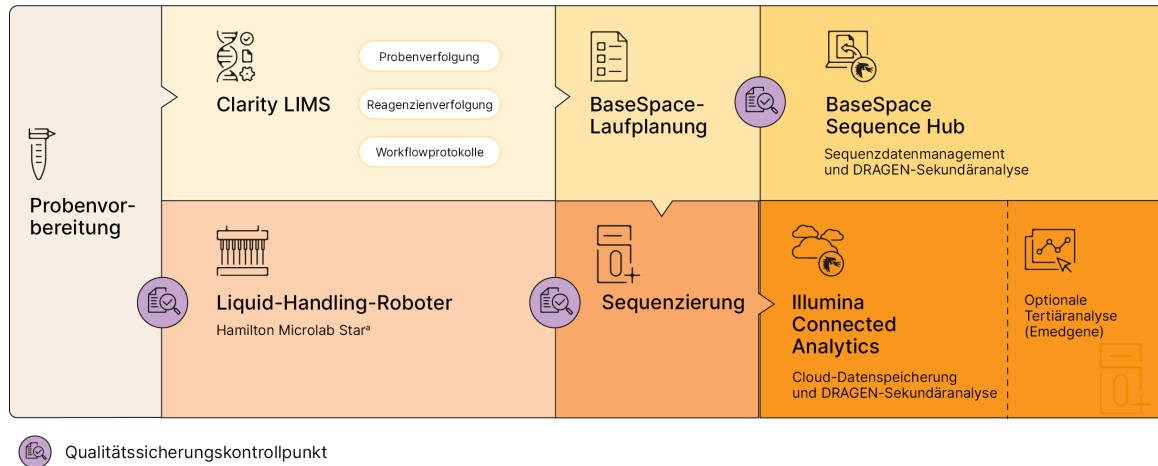 Probenvor-
bereitung
Clarity LIMS
Probenverfolgung
Reagenzienverfolgung
Workflowprotokolle
BaseSpace-
Laufplanung
BaseSpace
Sequence Hub
Sequenzdatenmanagement
und DRAGEN-Sekundäranalyse
Liquid-Handling-Roboter
Hamilton Microlab Starᵃ
Sequenzierung
Illumina
Connected
Analytics
Cloud-Datenspeicherung
und DRAGEN-Sekundäranalyse
Optionale
Tertiäranalyse
(Emedgene)
Qualitätssicherungskontrollpunkt